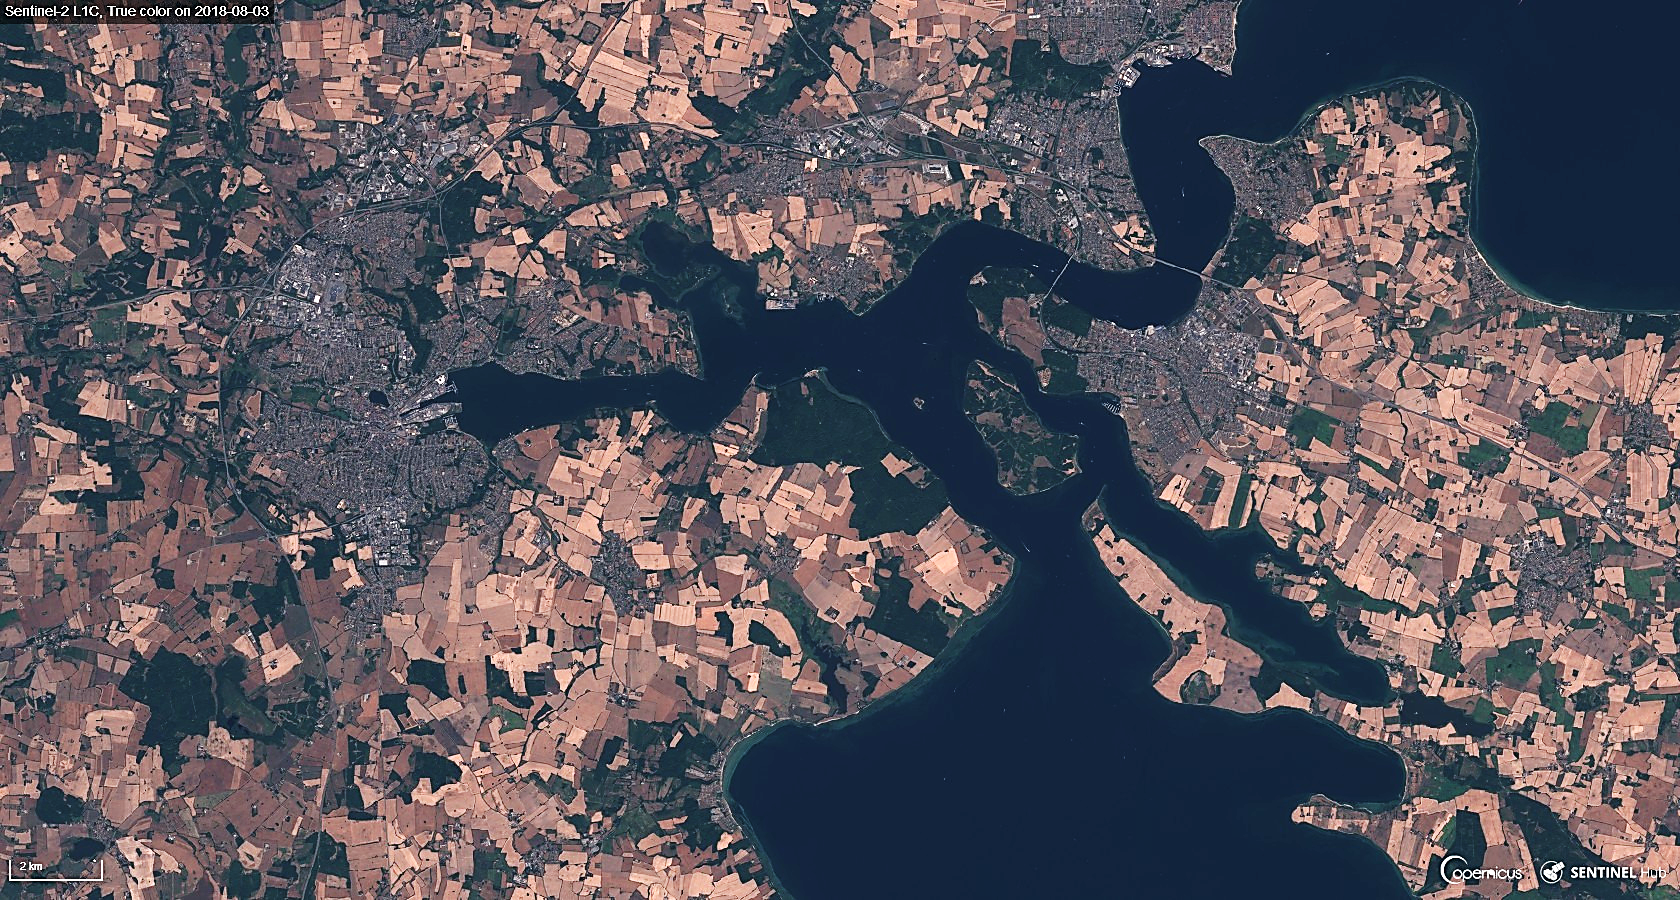 Sentinel-2 L1C, True color on 2018-08-03
2 km
Copernicus
SENTINEL Hub